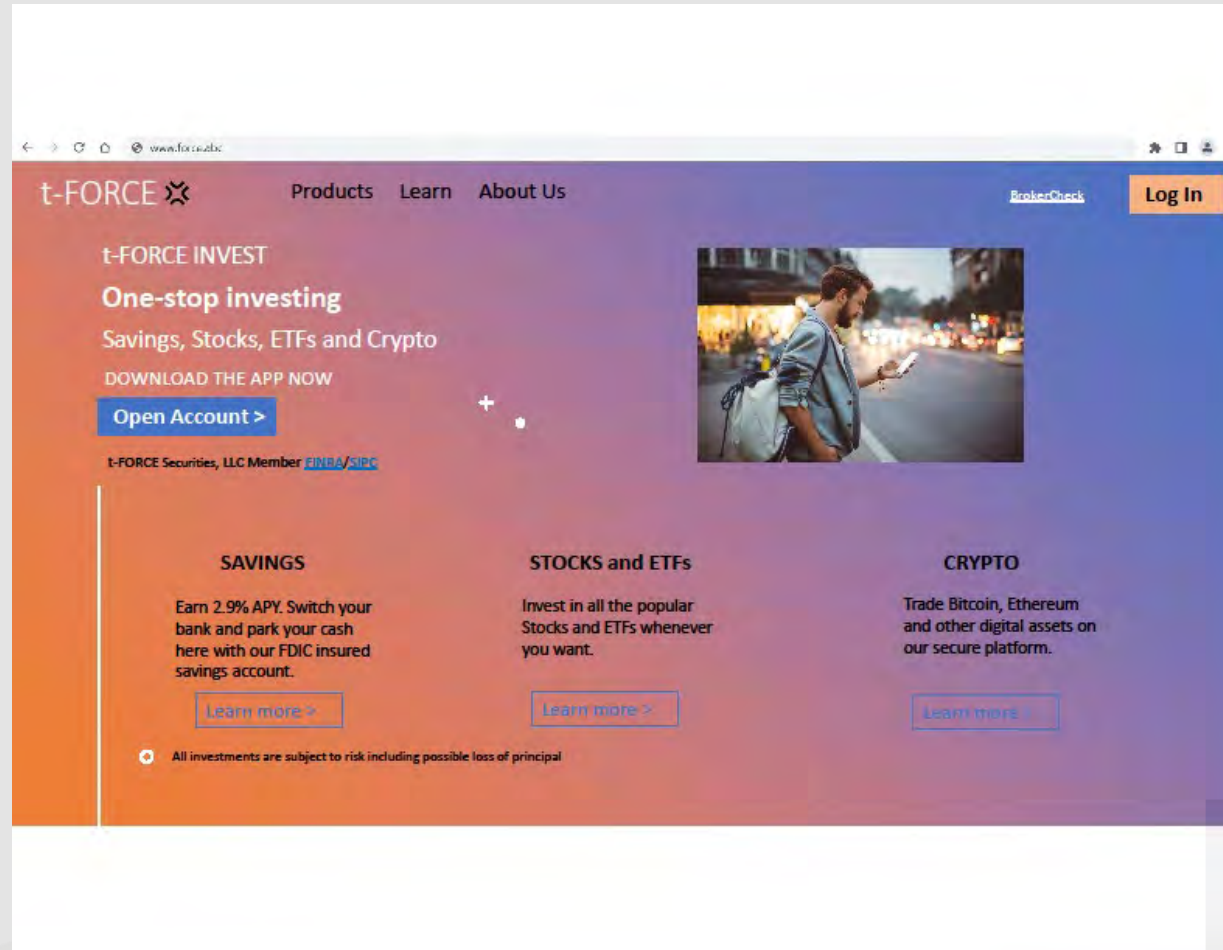 t-FORCE
Products Learn About Us
BrokerCheck
Log In
t-FORCE INVEST
One-stop investing
Savings, Stocks, ETFs and Crypto
DOWNLOAD THE APP NOW
Open Account >
t-FORCE Securities, LLC Member FINRA/SIPC
SAVINGS
Earn 2.9% APY. Switch your
bank and park your cash
here with our FDIC insured
savings account.
Learn more >
STOCKS and ETFs
Invest in all the popular
Stocks and ETFs whenever
you want.
Learn more >
CRYPTO
Trade Bitcoin, Ethereum
and other digital assets on
our secure platform.
Learn more >
All investments are subject to risk including possible loss of principal